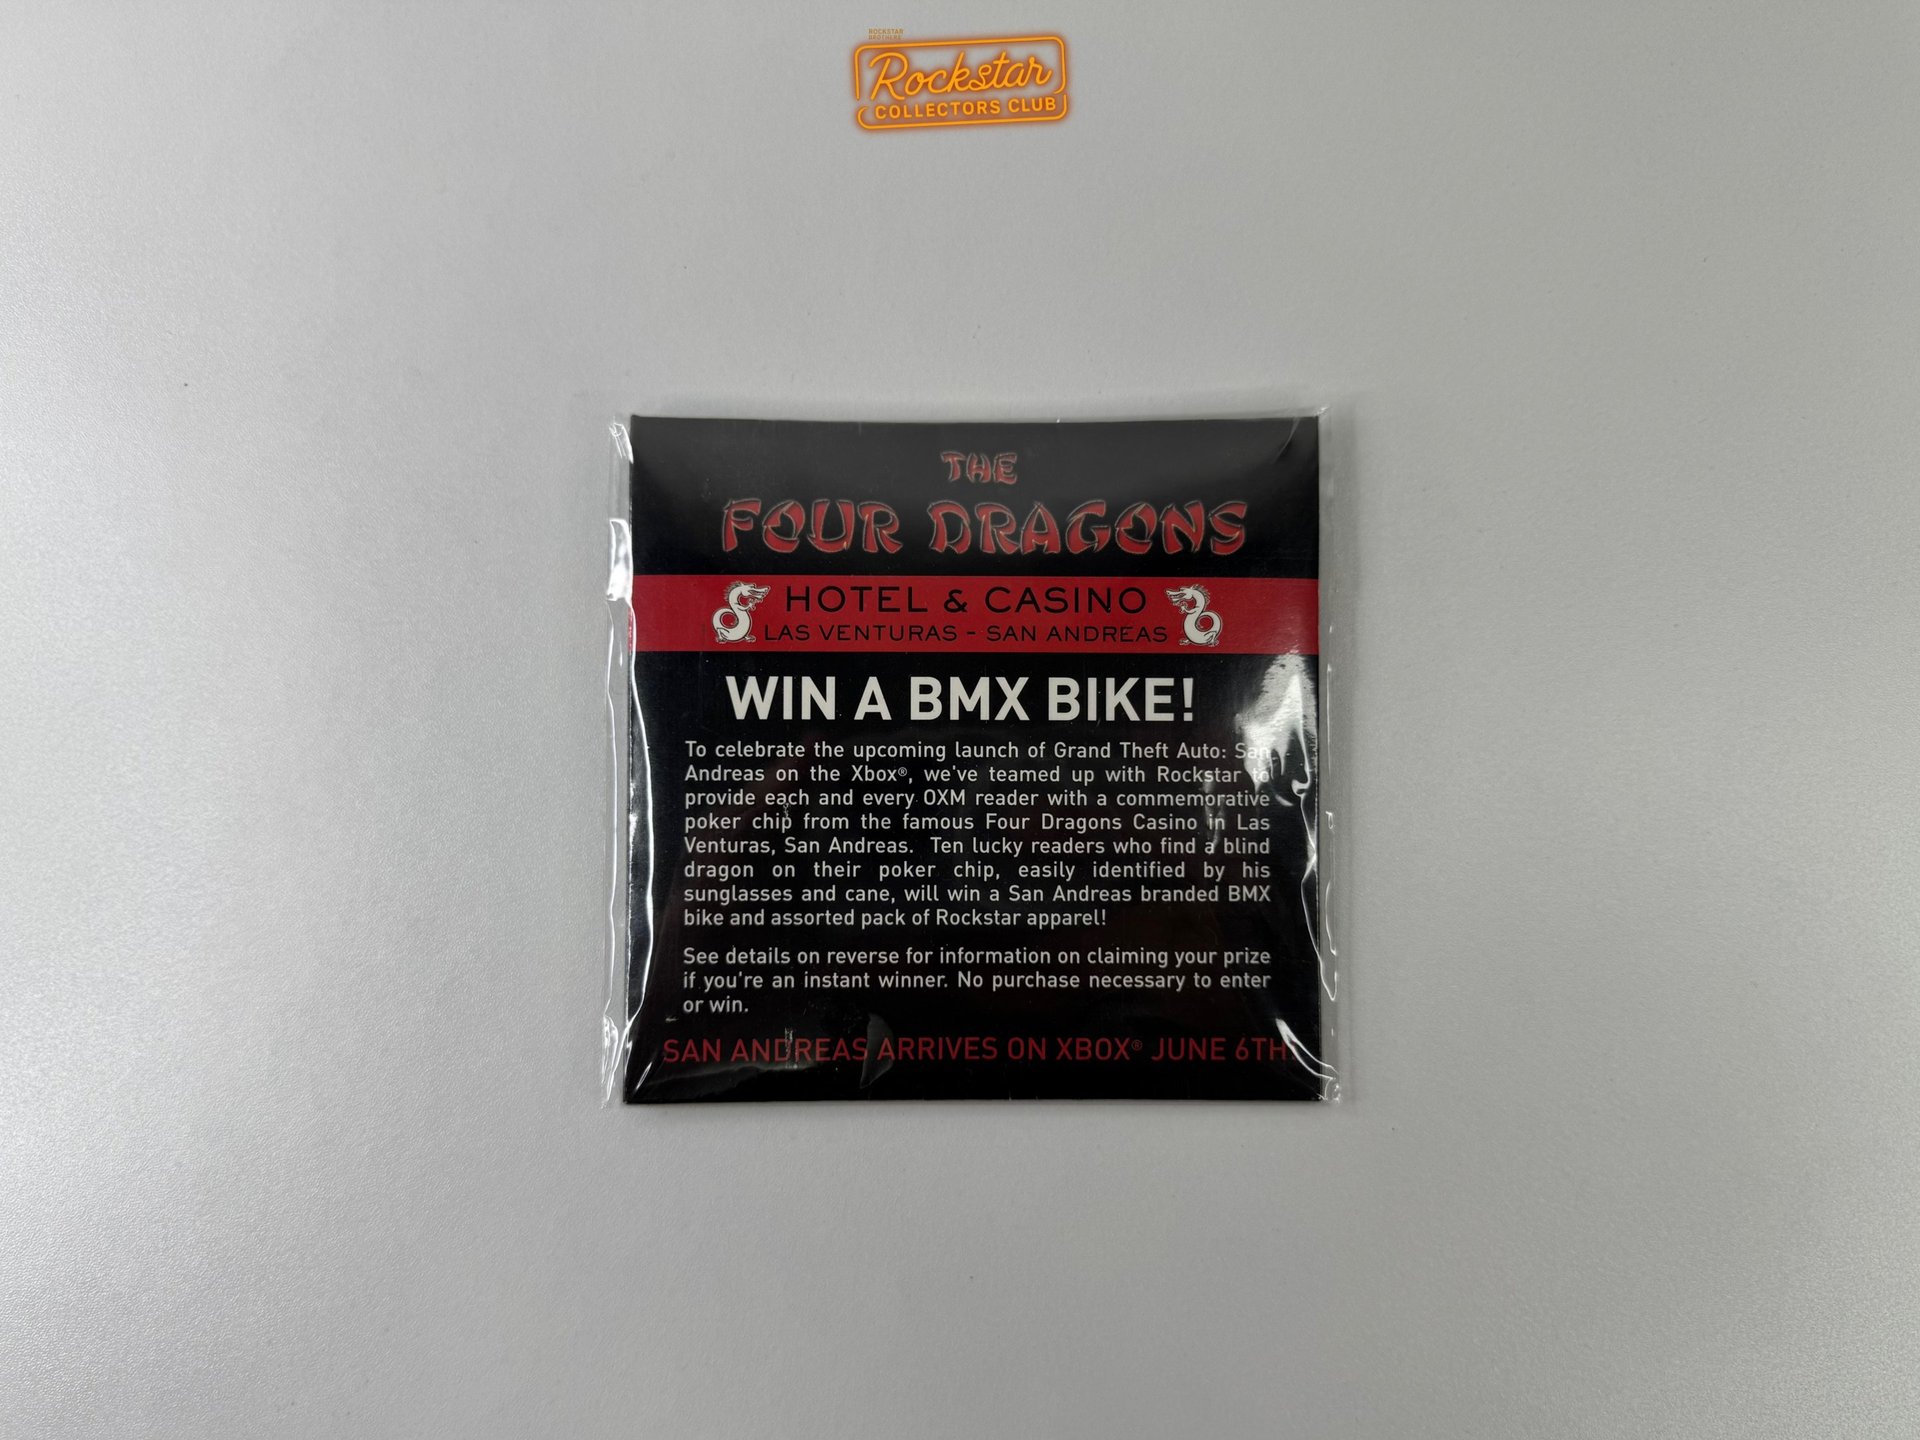 ROCKSTAR
BROTHERS
Rockstar
COLLECTORS CLUB
THE
FOUR DRAGONS
HOTEL & CASINO
LAS VENTURAS - SAN ANDREAS
WIN A BMX BIKE!
To celebrate the upcoming launch of Grand Theft Auto: San
Andreas on the Xbox®, we've teamed up with Rockstar to
provide each and every OXM reader with a commemorative
poker chip from the famous Four Dragons Casino in Las
Venturas, San Andreas. Ten lucky readers who find a blind
dragon on their poker chip, easily identified by his
sunglasses and cane, will win a San Andreas branded BMX
bike and assorted pack of Rockstar apparel!
See details on reverse for information on claiming your prize
if you're an instant winner. No purchase necessary to enter
or win.
SAN ANDREAS ARRIVES ON XBOX® JUNE 6TH!